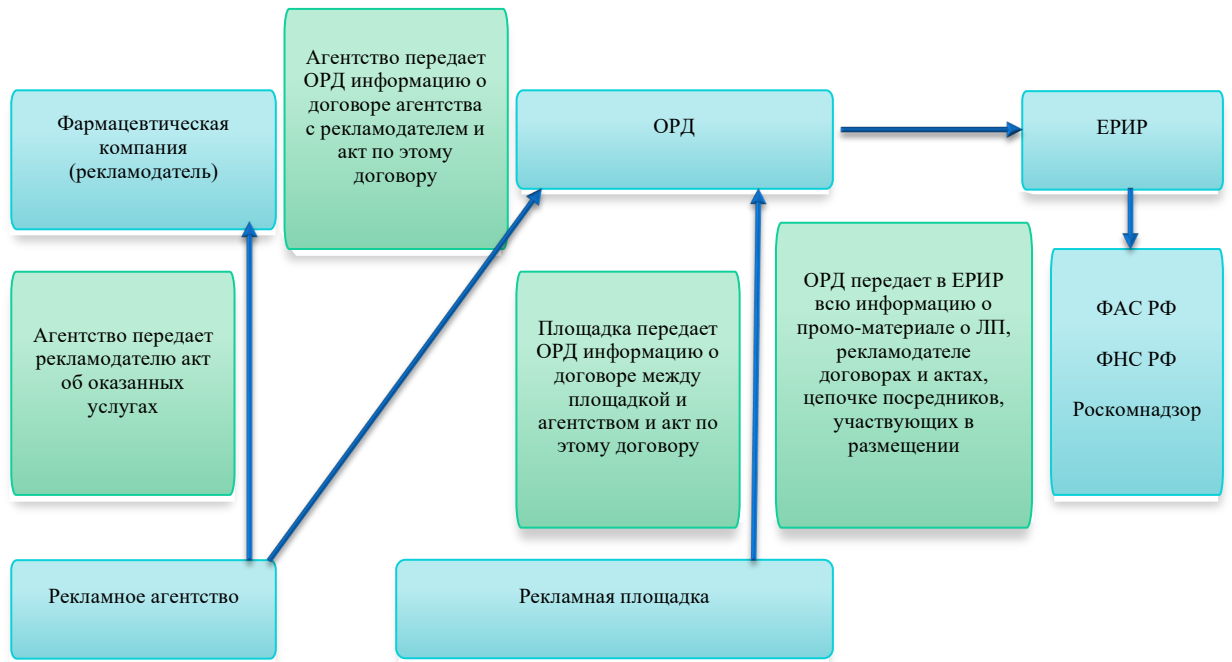 Агентство передает
ОРД информацию о
договоре агентства
с рекламодателем и
акт по этому
договору
Фармацевтическая
компания
(рекламодатель)
ОРД
ЕРИР
Агентство передает
рекламодателю акт
об оказанных
услугах
Площадка передает
ОРД информацию о
договоре между
площадкой и
агентством и акт по
этому договору
ОРД передает в ЕРИР
всю информацию о
промо-материале о ЛП,
рекламодателе
договорах и актах,
цепочке посредников,
участвующих в
размещении
ФАС РФ
ФНС РФ
Роскомнадзор
Рекламное агентство
Рекламная площадка